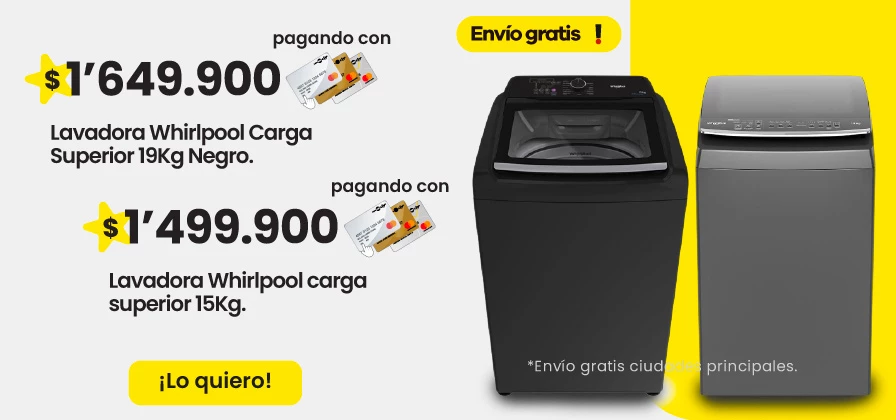 pagando con
$1’649.900
Lavadora Whirlpool Carga
Superior 19Kg Negro.
pagando con
$1’499.900
Lavadora Whirlpool carga
superior 15Kg.
¡Lo quiero!
Envío gratis !
*Envío gratis ciudades principales.